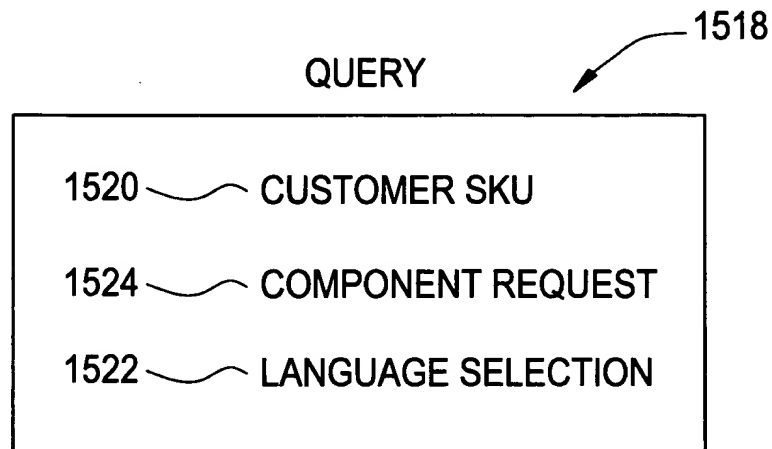 1518
QUERY
1520 CUSTOMER SKU
1524 COMPONENT REQUEST
1522 LANGUAGE SELECTION